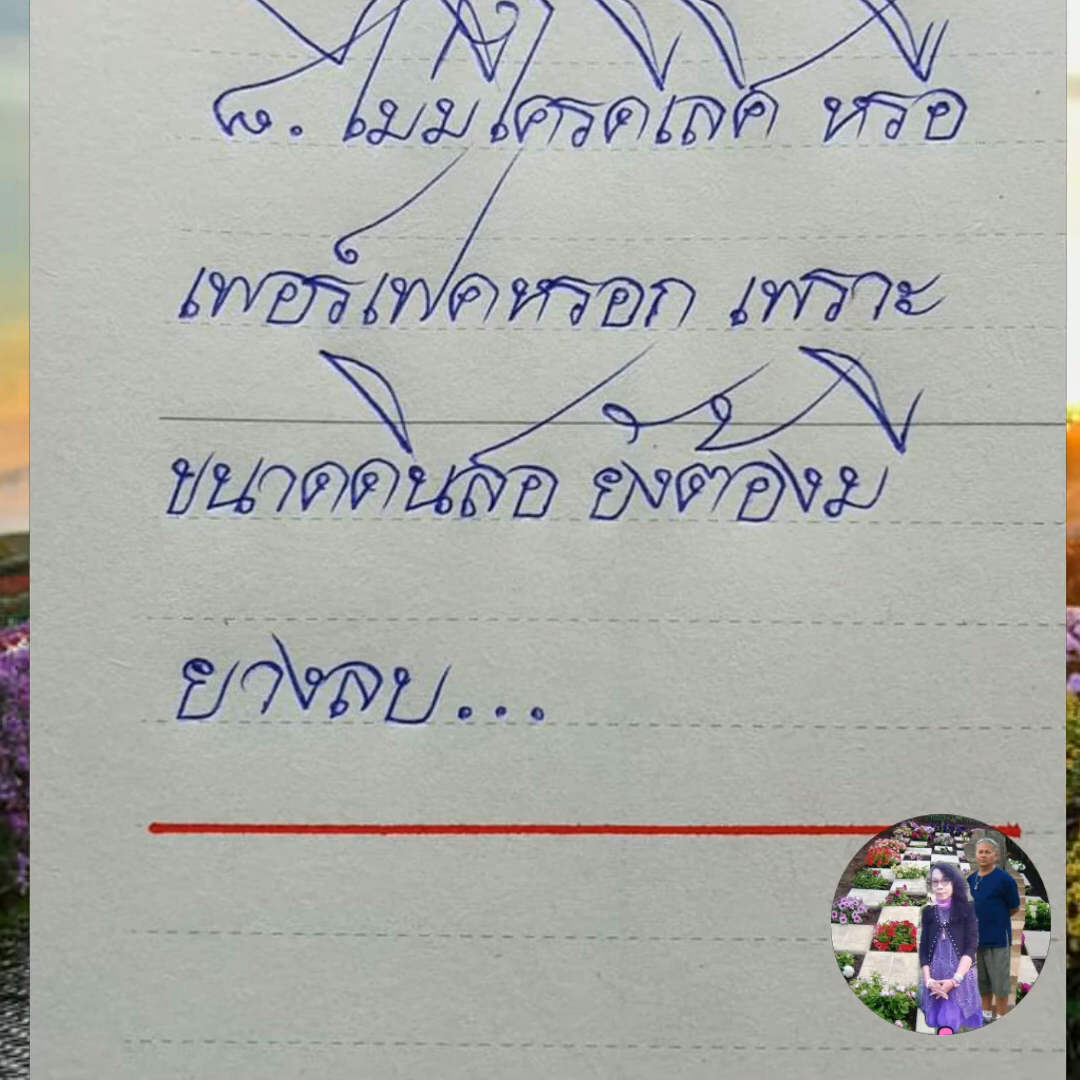 ๘. ไม่มีใครดีเลิศ หรือ
เพอร์เฟคหรอก เพราะ
ขนาดดินสอ ยังต้องมี
ยางลบ...